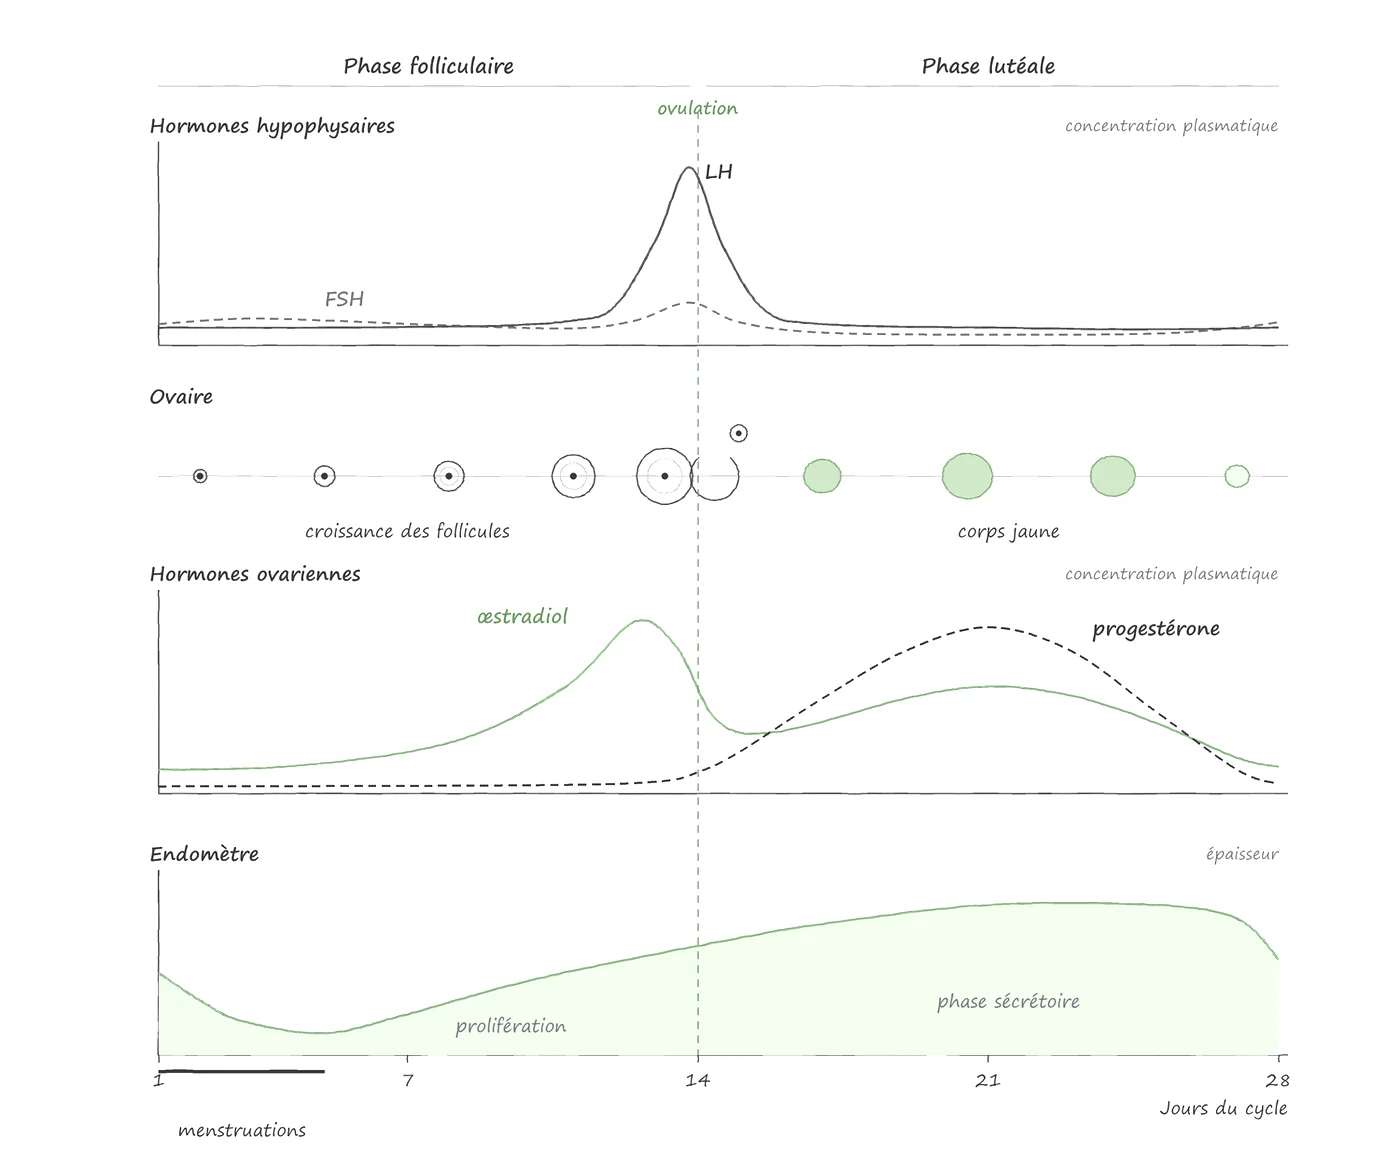 Phase folliculaire
Phase lutéale
ovulation
Hormones hypophysaires
concentration plasmatique
LH
FSH
Ovaire
croissance des follicules
corps jaune
Hormones ovariennes
concentration plasmatique
œstradiol
progestérone
Endomètre
épaisseur
phase sécrétoire
prolifération
1 7 14 21 28
Jours du cycle
menstruations